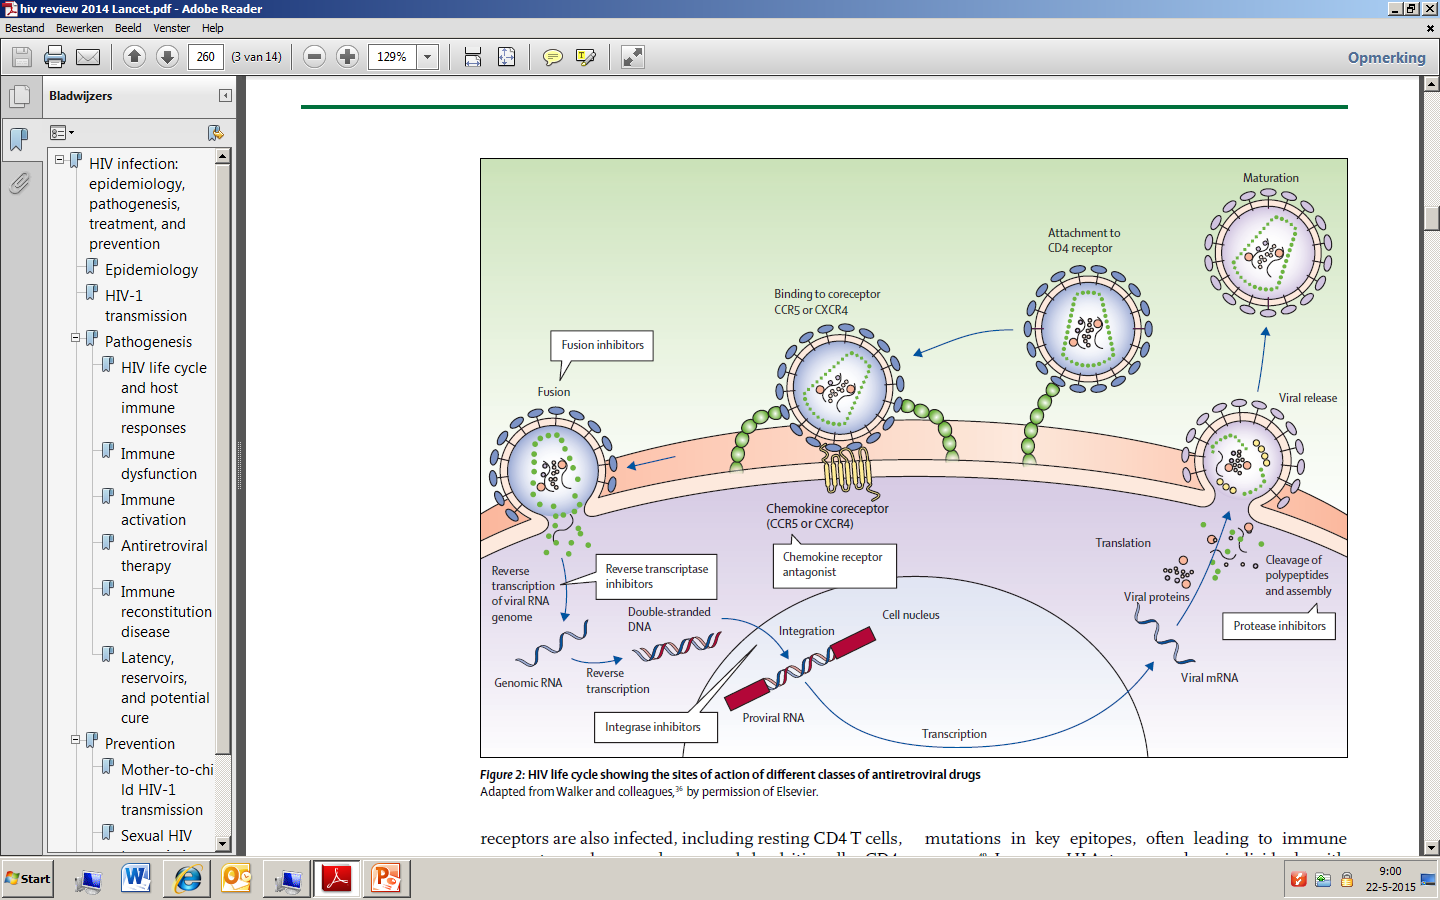 hiv review 2014 Lancet.pdf - Adobe Reader
Bestand Bewerken Beeld Venster Help
260 (3 van 14) 129% Opmerking
Bladwijzers
HIV infection:
epidemiology,
pathogenesis,
treatment, and
prevention
Epidemiology
HIV-1
transmission
Pathogenesis
HIV life cycle
and host
immune
responses
Immune
dysfunction
Immune
activation
Antiretroviral
therapy
Immune
reconstitution
disease
Latency,
reservoirs,
and potential
cure
Prevention
Mother-to-chi
ld HIV-1
transmission
Sexual HIV
Maturation
Attachment to
CD4 receptor
Binding to coreceptor
CCR5 or CXCR4
Fusion inhibitors
Fusion
Viral release
Chemokine coreceptor
(CCR5 or CXCR4)
Chemokine receptor
antagonist
Reverse
transcription
of viral RNA
genome
Reverse transcriptase
inhibitors
Double-stranded
DNA
Genomic RNA
Reverse
transcription
Integration
Cell nucleus
Integrase inhibitors
Proviral RNA
Transcription
Translation
Viral proteins
Viral mRNA
Cleavage of
polypeptides
and assembly
Protease inhibitors
Figure 2: HIV life cycle showing the sites of action of different classes of antiretroviral drugs
Adapted from Walker and colleagues,36 by permission of Elsevier.
receptors are also infected, including resting CD4 T cells,
mutations in key epitopes, often leading to immune
Start
9:00
22-5-2015